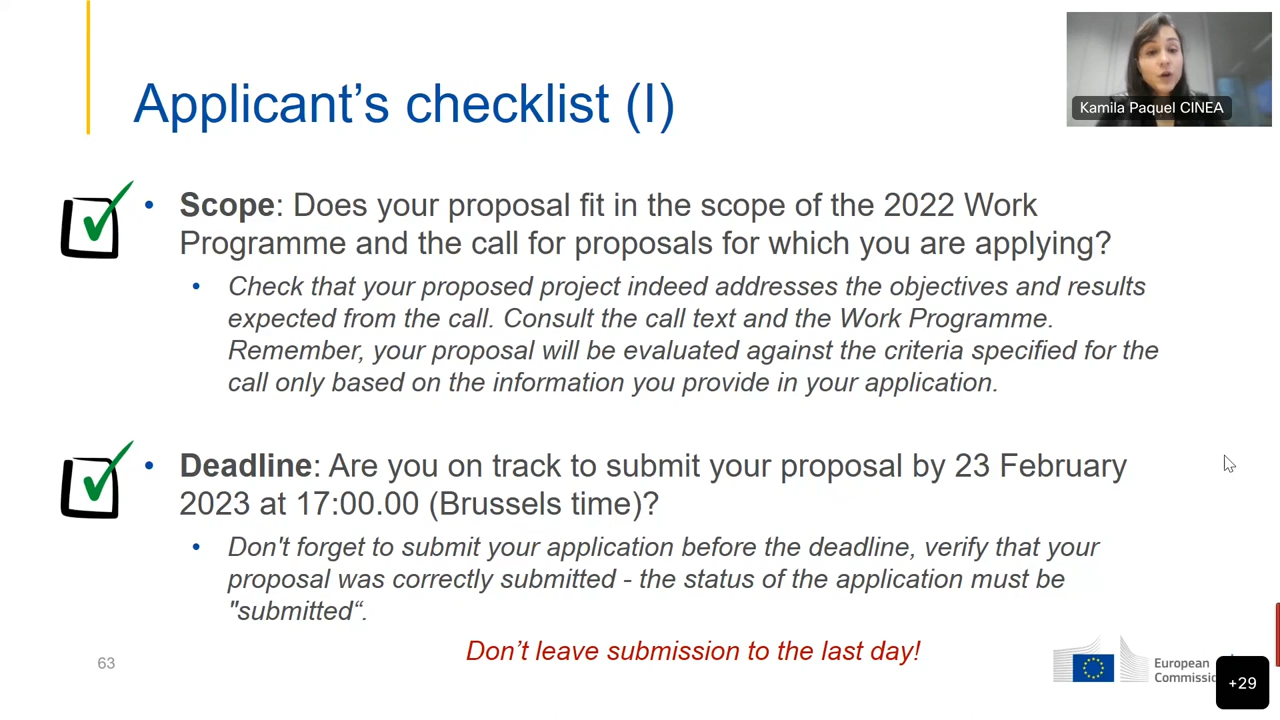 Kamila Paquel CINEA
Applicant’s checklist (I)
• Scope: Does your proposal fit in the scope of the 2022 Work
Programme and the call for proposals for which you are applying?
• Check that your proposed project indeed addresses the objectives and results
expected from the call. Consult the call text and the Work Programme.
Remember, your proposal will be evaluated against the criteria specified for the
call only based on the information you provide in your application.
• Deadline: Are you on track to submit your proposal by 23 February
2023 at 17:00.00 (Brussels time)?
• Don't forget to submit your application before the deadline, verify that your
proposal was correctly submitted - the status of the application must be
"submitted“.
Don’t leave submission to the last day!
63
European
Commissi
+29